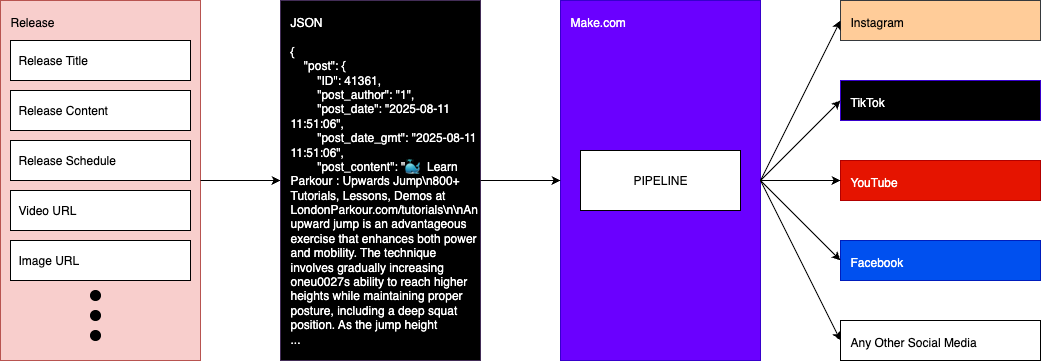 Release
Release Title
Release Content
Release Schedule
Video URL
Image URL
JSON
{
"post": {
"ID": 41361,
"post_author": "1",
"post_date": "2025-08-11
11:51:06",
"post_date_gmt": "2025-08-11
11:51:06",
"post_content": "🐳 Learn
Parkour : Upwards Jump\n800+
Tutorials, Lessons, Demos at
LondonParkour.com/tutorials\n\nAn
upward jump is an advantageous
exercise that enhances both power
and mobility. The technique
involves gradually increasing
oneu0027s ability to reach higher
heights while maintaining proper
posture, including a deep squat
position. As the jump height
...
Make.com
PIPELINE
Instagram
TikTok
YouTube
Facebook
Any Other Social Media